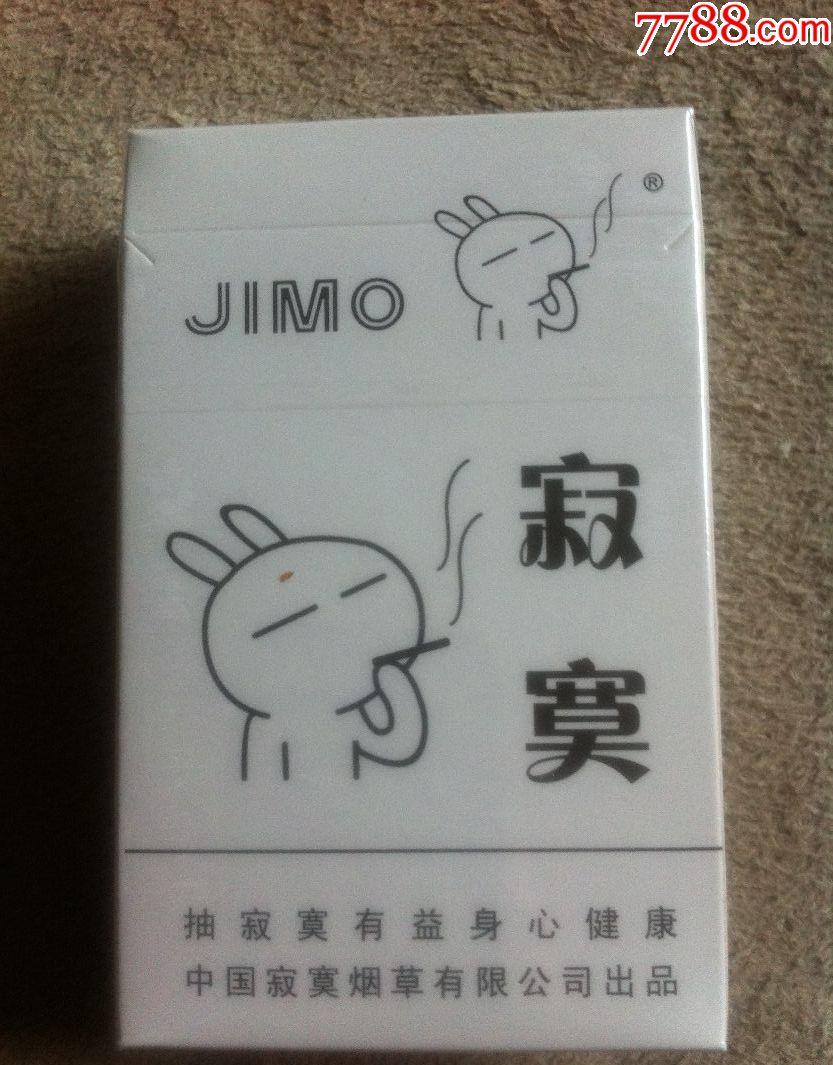 7788.com
®
JIMO
寂
寞
抽寂寞有益身心健康
中国寂寞烟草有限公司出品